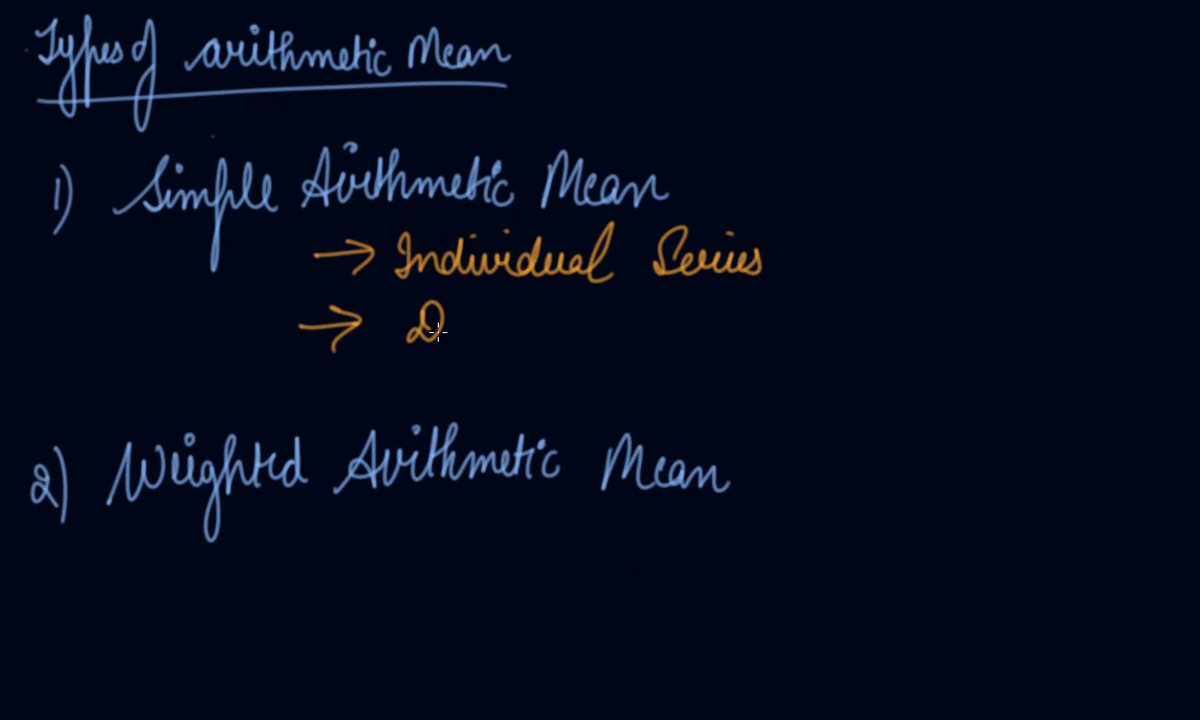 Types of arithmetic Mean
1) Simple Arithmetic Mean
→ Individual Series
→ D
2) Weighted Arithmetic Mean